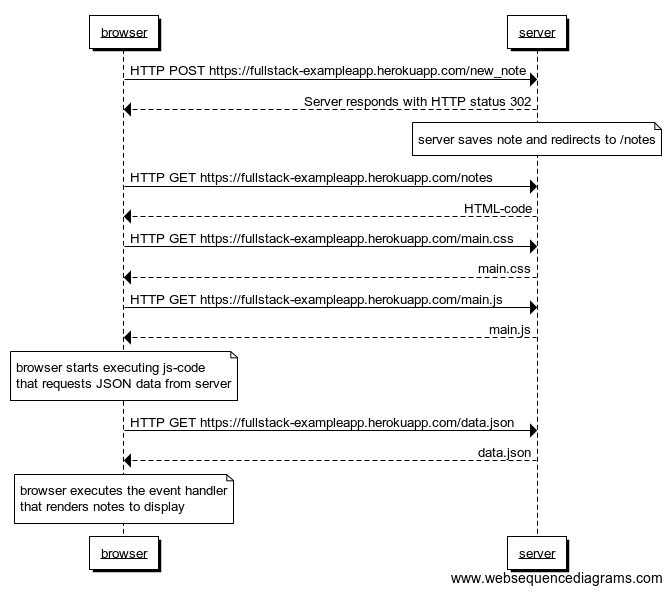 browser
server
HTTP POST https://fullstack-exampleapp.herokuapp.com/new_note
Server responds with HTTP status 302
server saves note and redirects to /notes
HTTP GET https://fullstack-exampleapp.herokuapp.com/notes
HTML-code
HTTP GET https://fullstack-exampleapp.herokuapp.com/main.css
main.css
HTTP GET https://fullstack-exampleapp.herokuapp.com/main.js
main.js
browser starts executing js-code
that requests JSON data from server
HTTP GET https://fullstack-exampleapp.herokuapp.com/data.json
data.json
browser executes the event handler
that renders notes to display
browser
server
www.websequencediagrams.com